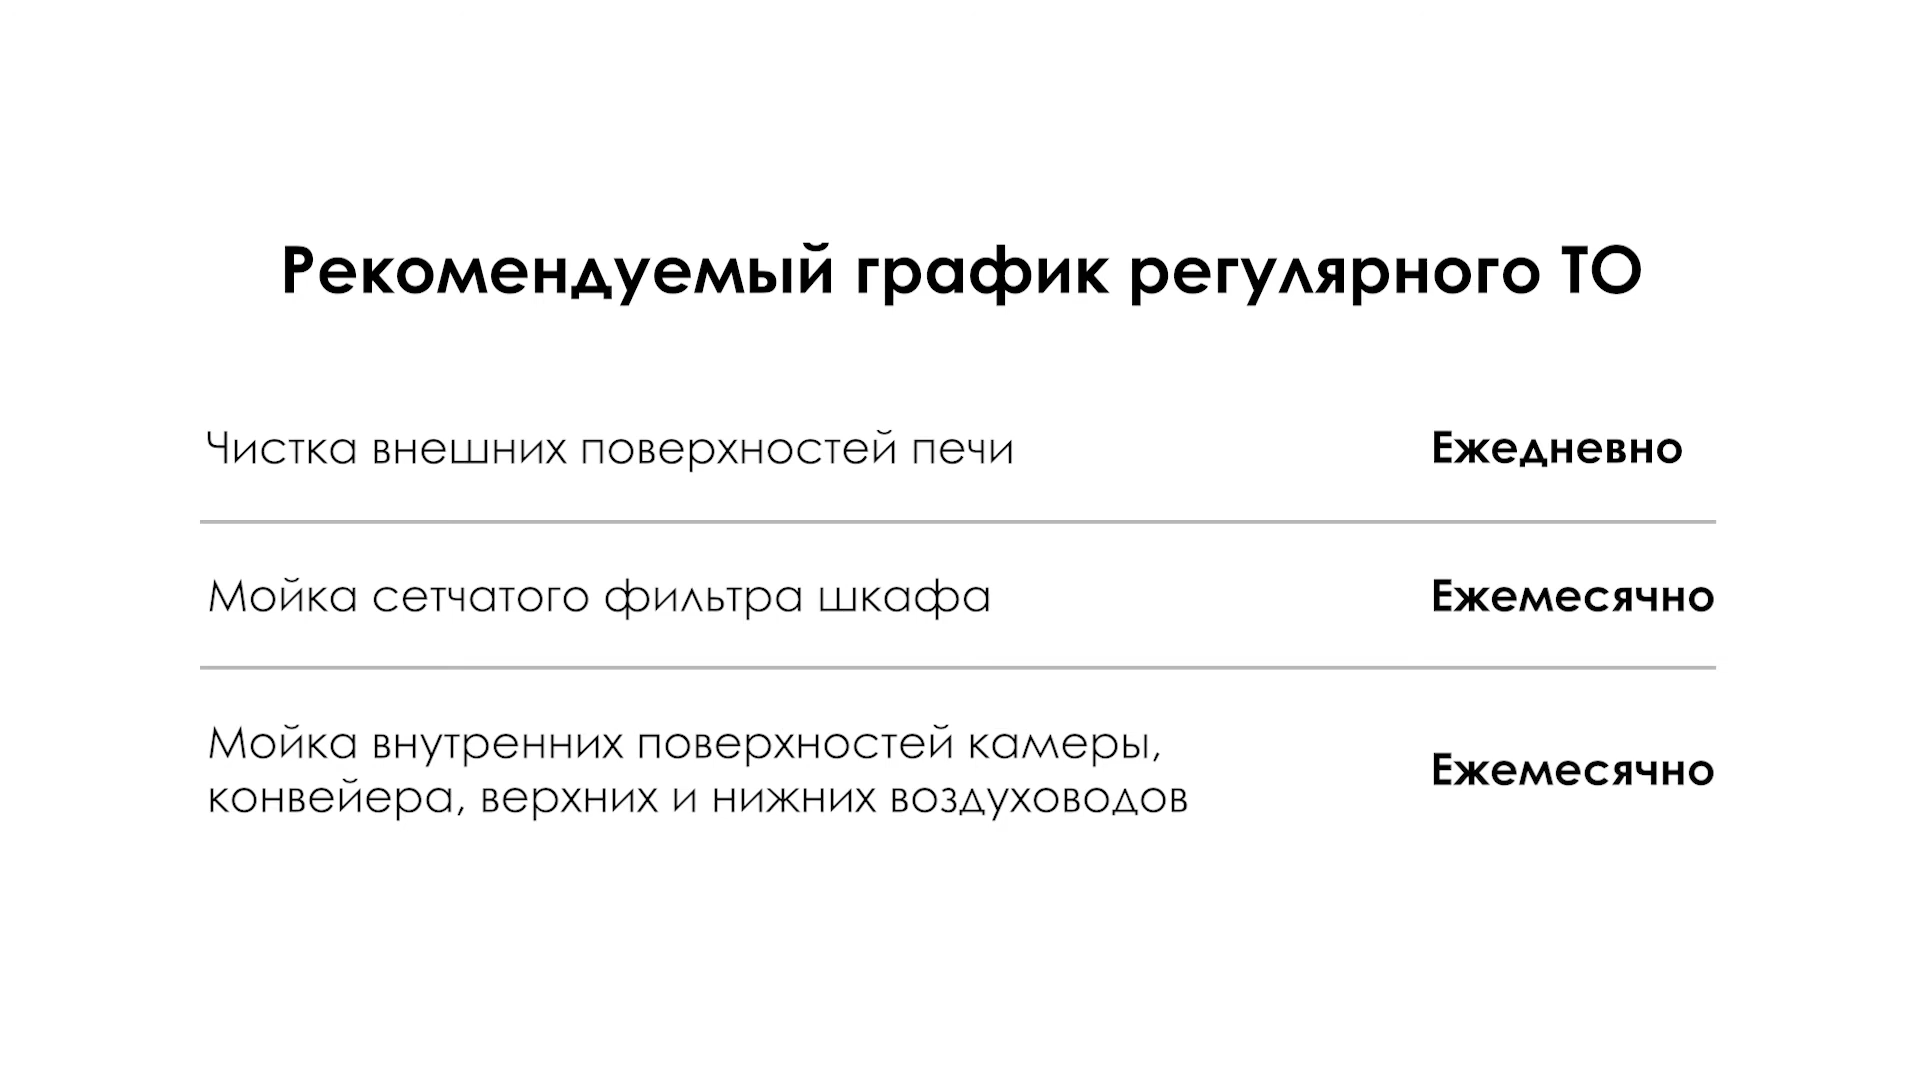 Рекомендуемый график регулярного ТО
Чистка внешних поверхностей печи Ежедневно
Мойка сетчатого фильтра шкафа Ежемесячно
Мойка внутренних поверхностей камеры,
конвейера, верхних и нижних воздуховодов Ежемесячно